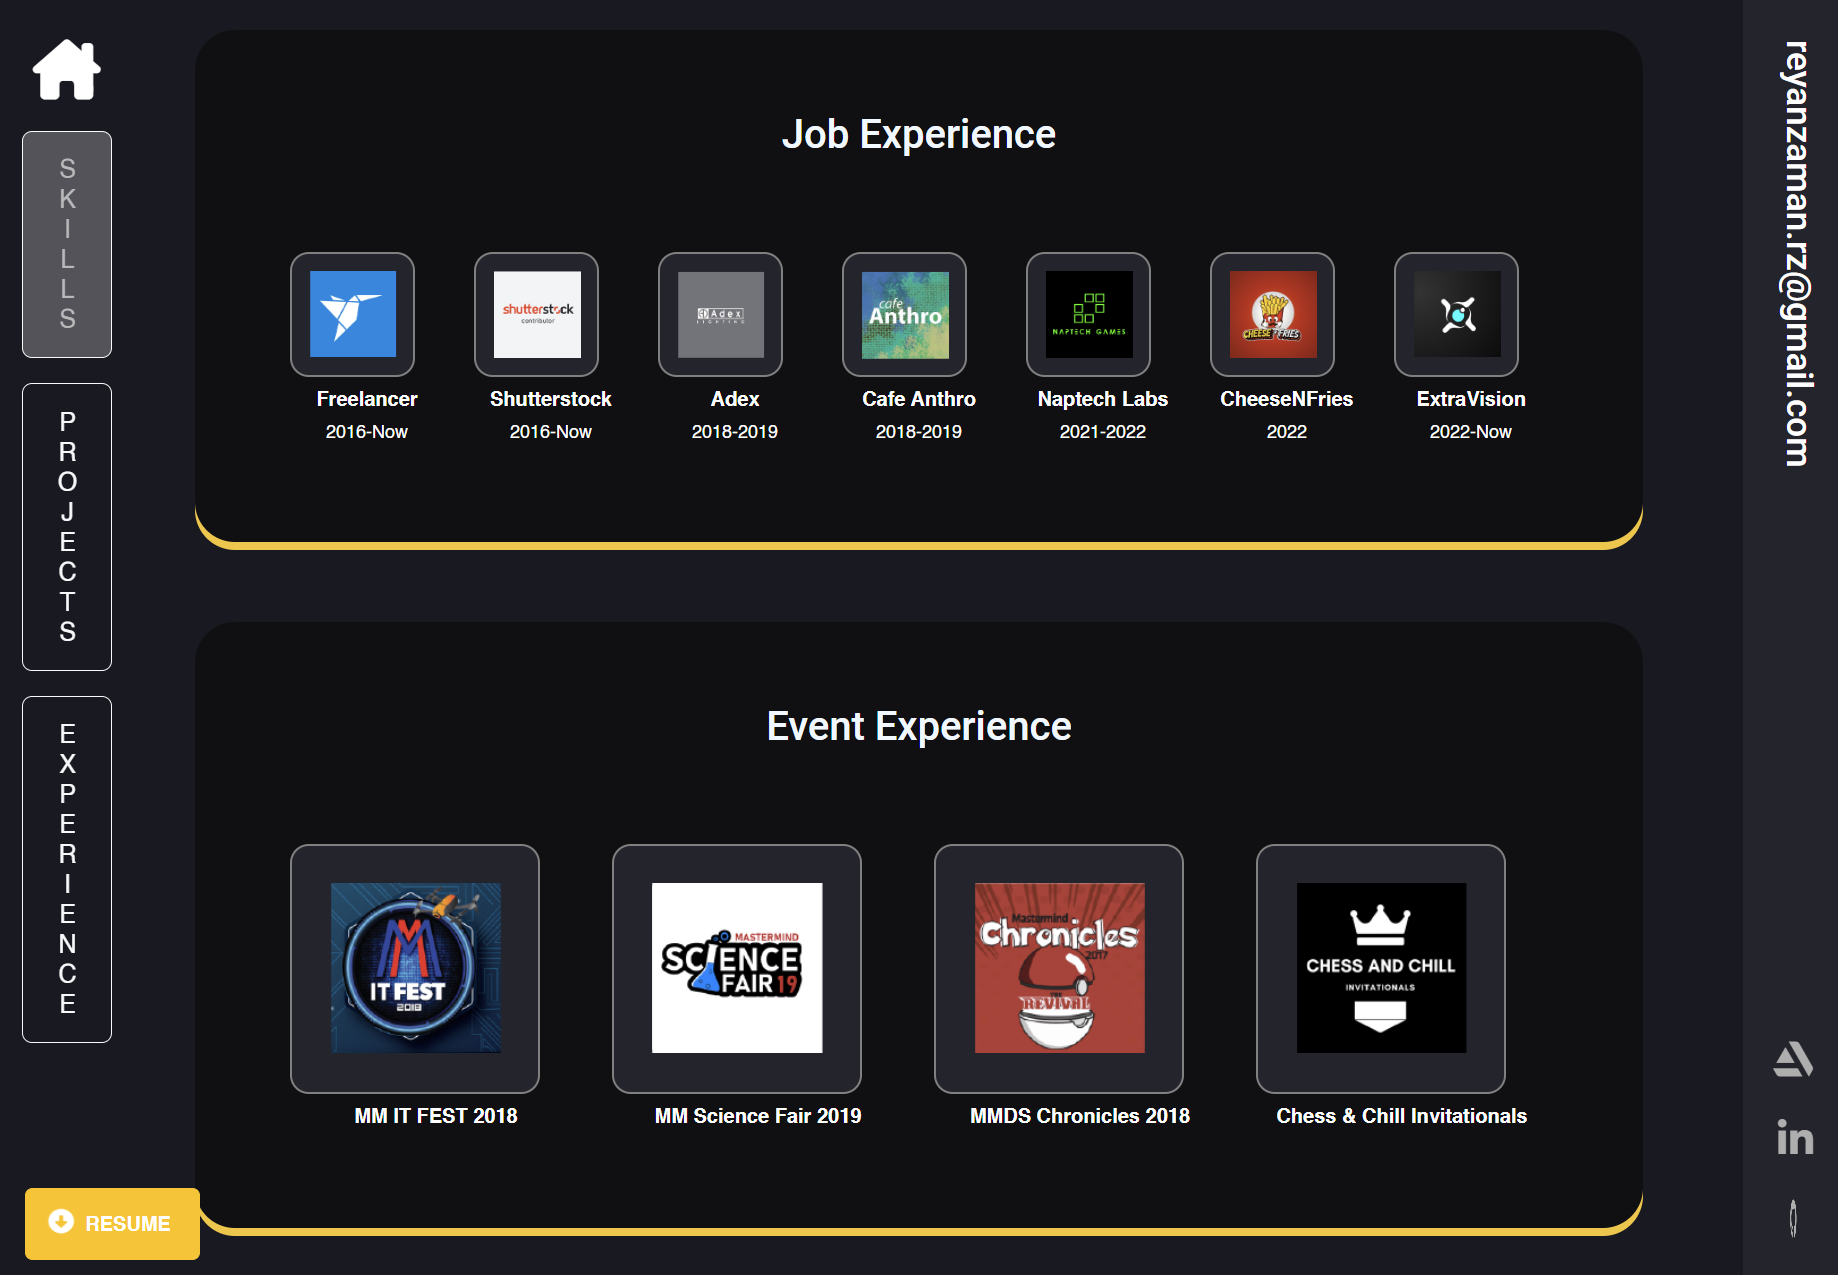 SKILLS
PROJECTS
EXPERIENCE
RESUME
Job Experience
shutterstock
contributor
Adex
LIGHTING
cafe
Anthro
NAPTECH GAMES
CHEESE N FRIES
Freelancer
2016-Now
Shutterstock
2016-Now
Adex
2018-2019
Cafe Anthro
2018-2019
Naptech Labs
2021-2022
CheeseNFries
2022
ExtraVision
2022-Now
Event Experience
MM
IT FEST
2018
MASTERMIND
SCIENCE
FAIR 19
Mastermind
Chronicles
2017
THE
REVIVAL
CHESS AND CHILL
INVITATIONALS
MM IT FEST 2018
MM Science Fair 2019
MMDS Chronicles 2018
Chess & Chill Invitationals
reyanzaman.rz@gmail.com
in